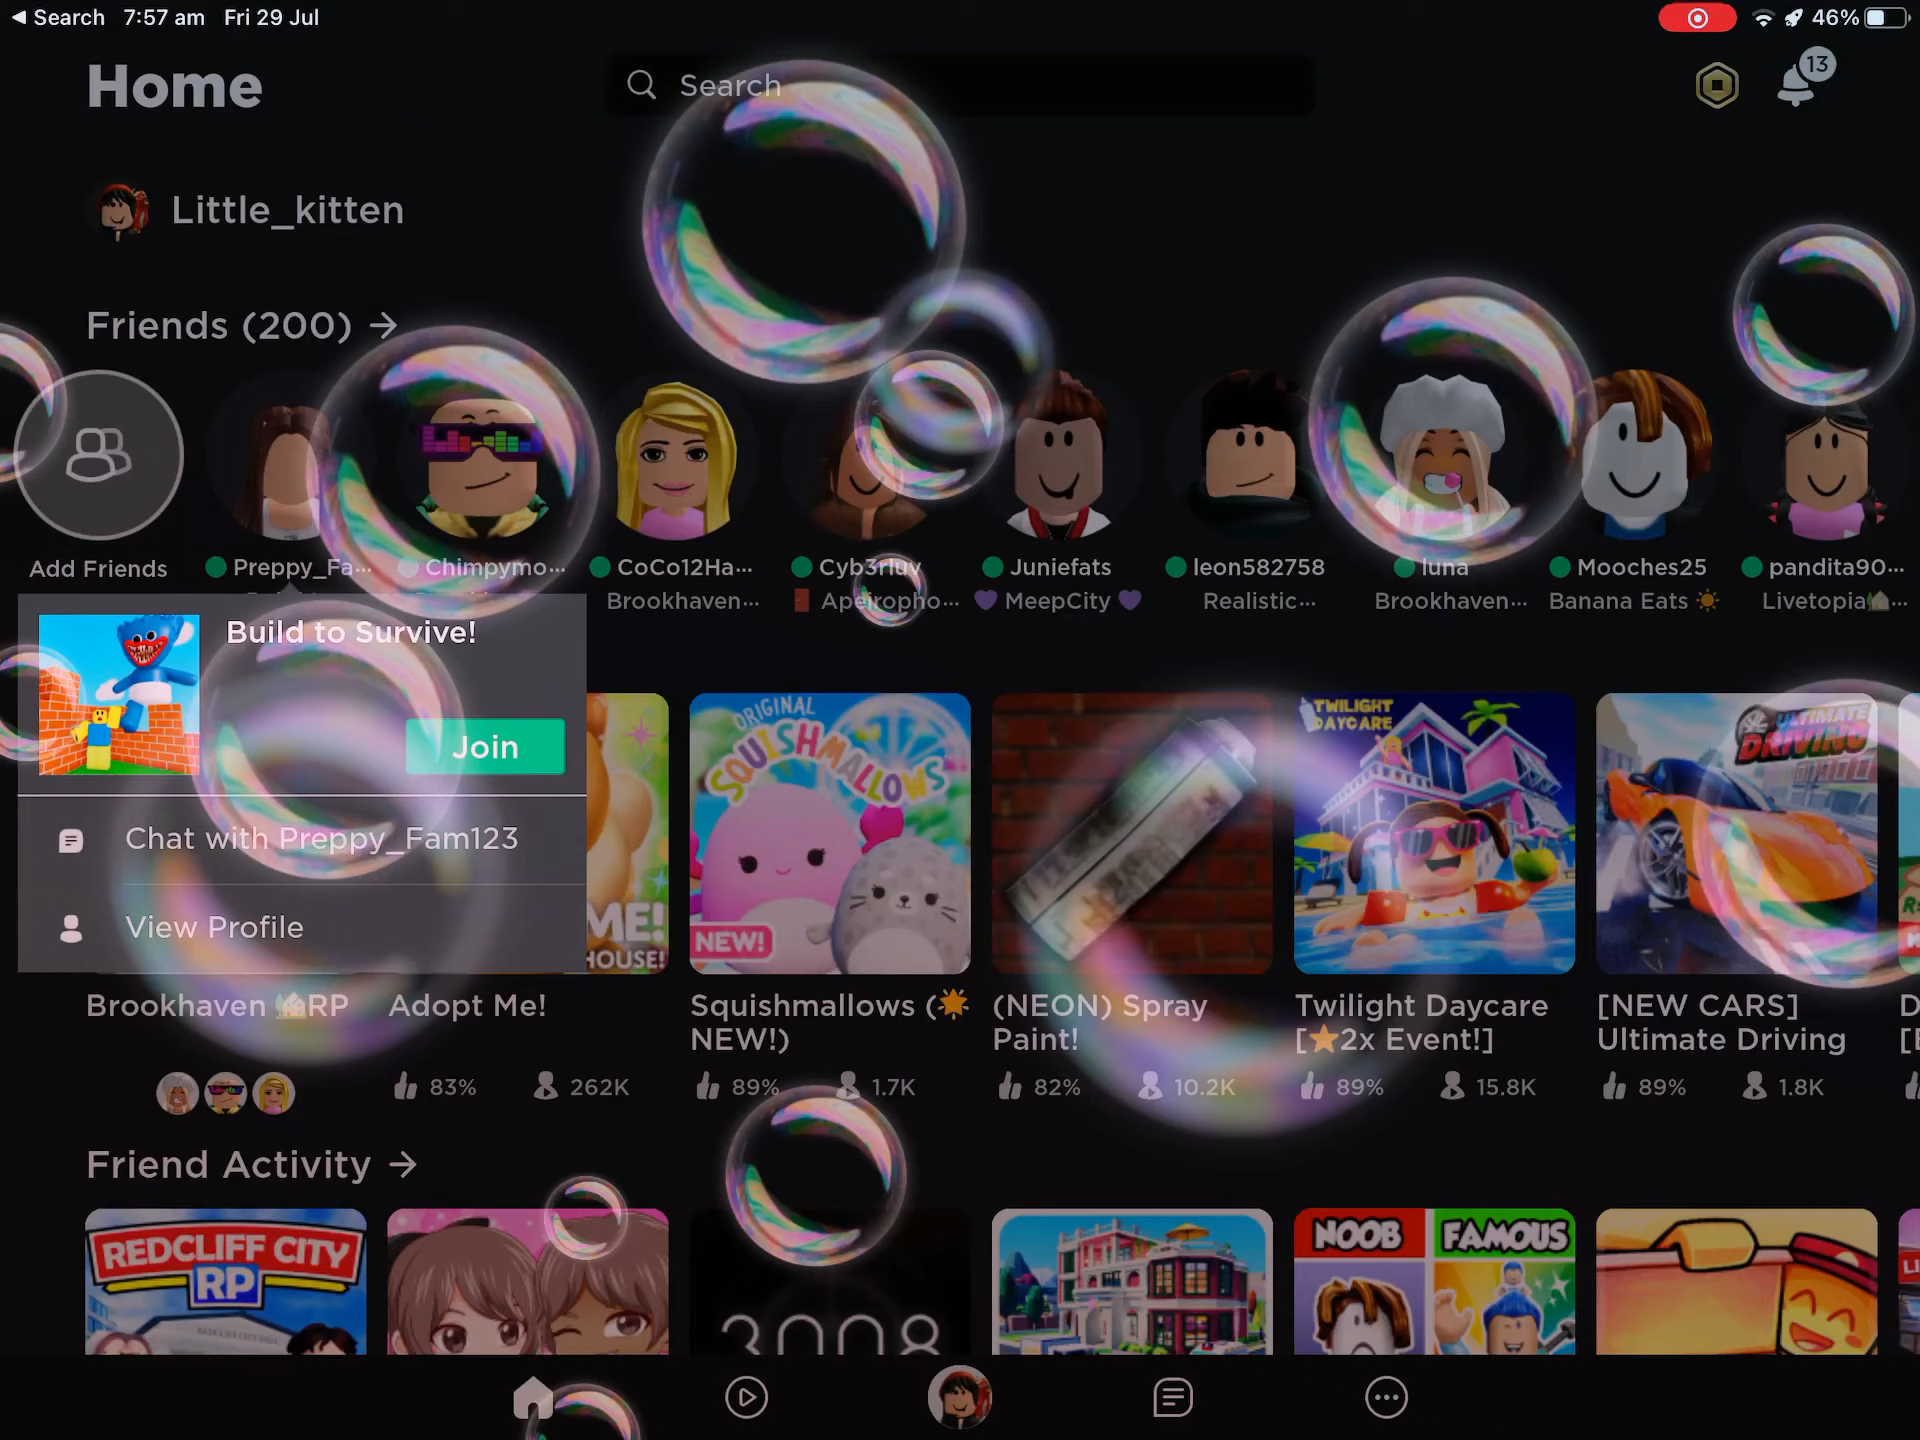 Search 7:57 am Fri 29 Jul
46%
Home
Search
13
Little_kitten
Friends (200)
Add Friends
Preppy_Fa...
Chimpymo...
CoCo12Ha...
Cyb3rluv
Juniefats
leon582758
luna
Mooches25
pandita90...
Brookhaven...
Apeiropho...
MeepCity
Realistic...
Brookhaven...
Banana Eats
Livetopia...
Build to Survive!
Join
Chat with Preppy_Fam123
View Profile
ME!
HOUSE!
ORIGINAL
SQUISHMALLOWS
NEW!
TWILIGHT
DAYCARE
ULTIMATE
DRIVING
Brookhaven RP
Adopt Me!
Squishmallows (
NEW!)
(NEON) Spray
Paint!
Twilight Daycare
[⭐2x Event!]
[NEW CARS]
Ultimate Driving
83% 262K
89% 1.7K
82% 10.2K
89% 15.8K
89% 1.8K
Friend Activity
REDCLIFF CITY
RP
3008
NOOB
FAMOUS